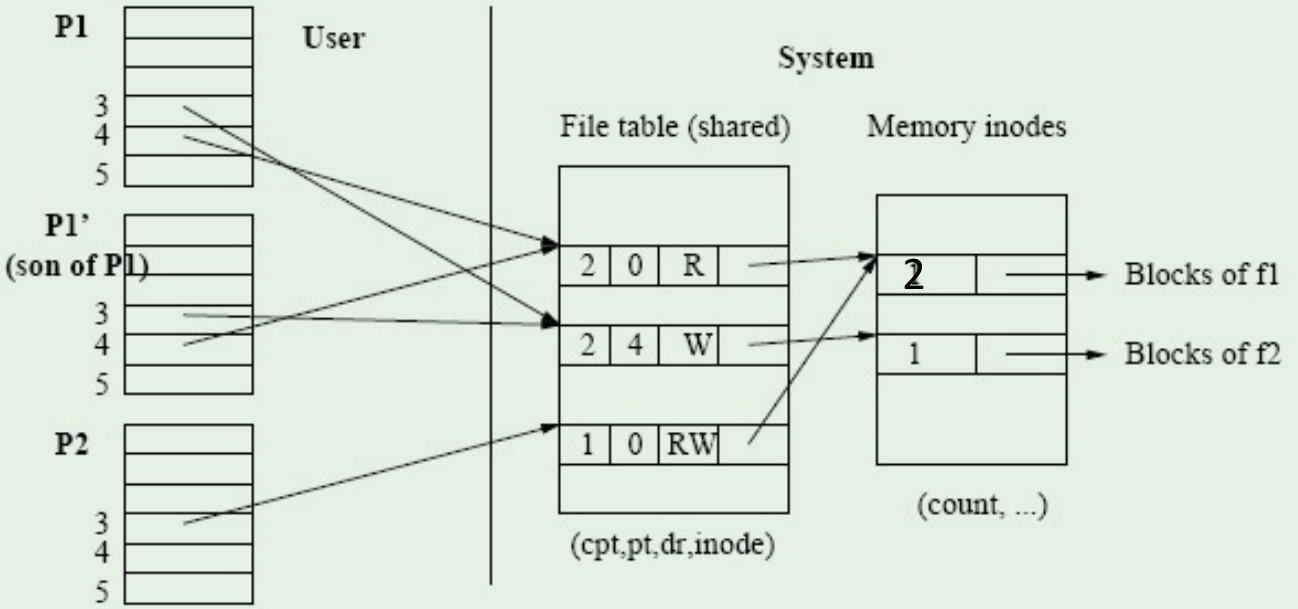 P1
User
System
3
4
5
File table (shared)
Memory inodes
P1’
(son of P1)
3
4
5
2 0 R
2 4 W
1 0 RW
2
1
Blocks of f1
Blocks of f2
P2
3
4
5
(cpt,pt,dr,inode)
(count, ...)